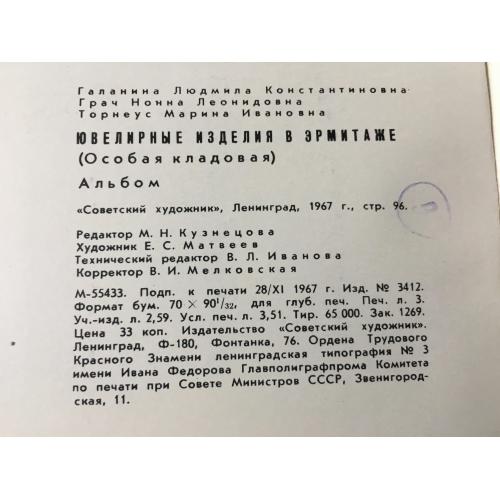 Галанина Людмила Константиновна
Грач Нонна Леонидовна
Торнеус Марина Ивановна
ЮВЕЛИРНЫЕ ИЗДЕЛИЯ В ЭРМИТАЖЕ
(Особая кладовая)
Альбом
«Советский художник», Ленинград, 1967 г., стр. 96.
Редактор М. Н. Кузнецова
Художник Е. С. Матвеев
Технический редактор В. Л. Иванова
Корректор В. И. Мелковская
М-55433. Подп. к печати 28/XI 1967 г. Изд. № 3412.
Формат бум. 70 × 90¹/₃₂, для глуб. печ. Печ. л. 3.
Уч.-изд. л. 2,59. Усл. печ. л. 3,51. Тир. 65 000. Зак. 1269.
Цена 33 коп. Издательство «Советский художник».
Ленинград, Ф-180, Фонтанка, 76. Ордена Трудового
Красного Знамени ленинградская типография № 3
имени Ивана Федорова Главполиграфпрома Комитета
по печати при Совете Министров СССР, Звенигород-
ская, 11.